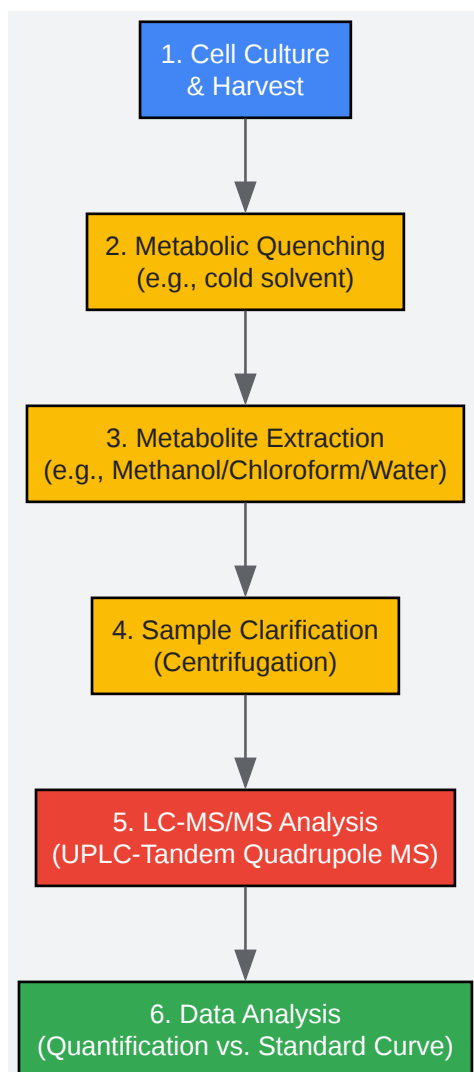 1. Cell Culture
& Harvest
2. Metabolic Quenching
(e.g., cold solvent)
3. Metabolite Extraction
(e.g., Methanol/Chloroform/Water)
4. Sample Clarification
(Centrifugation)
5. LC-MS/MS Analysis
(UPLC-Tandem Quadrupole MS)
6. Data Analysis
(Quantification vs. Standard Curve)